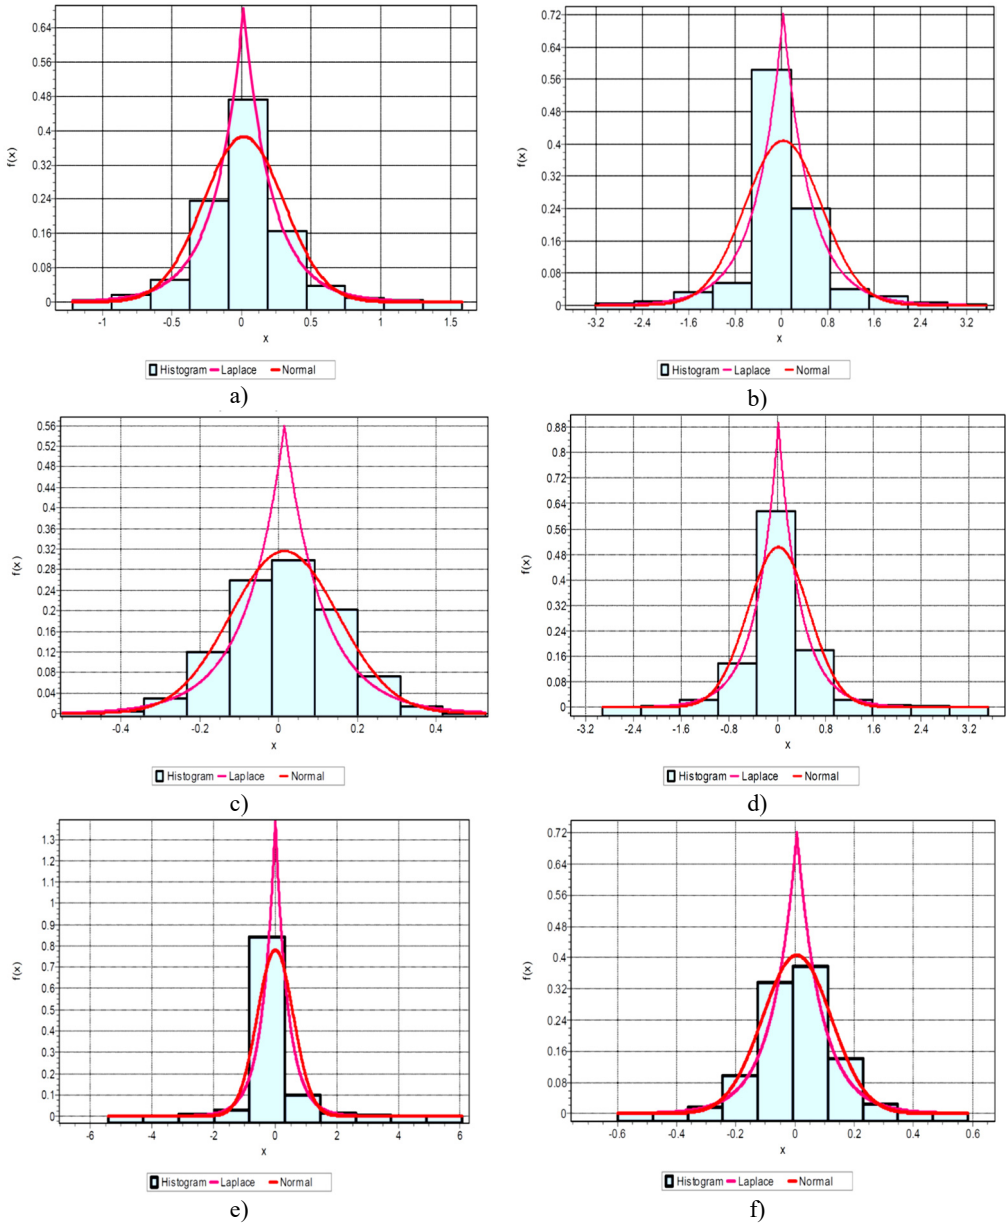 0.64
0.56
0.48
0.4
0.32
0.24
0.16
0.08
0
f(x)
-1 -0.5 0 0.5 1 1.5
x
Histogram Laplace Normal
a)
0.72
0.64
0.56
0.48
0.4
0.32
0.24
0.16
0.08
0
f(x)
-3.2 -2.4 -1.6 -0.8 0 0.8 1.6 2.4 3.2
x
Histogram Laplace Normal
b)
0.56
0.52
0.48
0.44
0.4
0.36
0.32
0.28
0.24
0.2
0.16
0.12
0.08
0.04
0
f(x)
-0.4 -0.2 0 0.2 0.4
x
Histogram Laplace Normal
c)
0.88
0.8
0.72
0.64
0.56
0.48
0.4
0.32
0.24
0.16
0.08
0
f(x)
-3.2 -2.4 -1.6 -0.8 0 0.8 1.6 2.4 3.2
x
Histogram Laplace Normal
d)
1.3
1.2
1.1
1
0.9
0.8
0.7
0.6
0.5
0.4
0.3
0.2
0.1
0
f(x)
-6 -4 -2 0 2 4 6
x
Histogram Laplace Normal
e)
0.72
0.64
0.56
0.48
0.4
0.32
0.24
0.16
0.08
0
f(x)
-0.6 -0.4 -0.2 0 0.2 0.4 0.6
x
Histogram Laplace Normal
f)